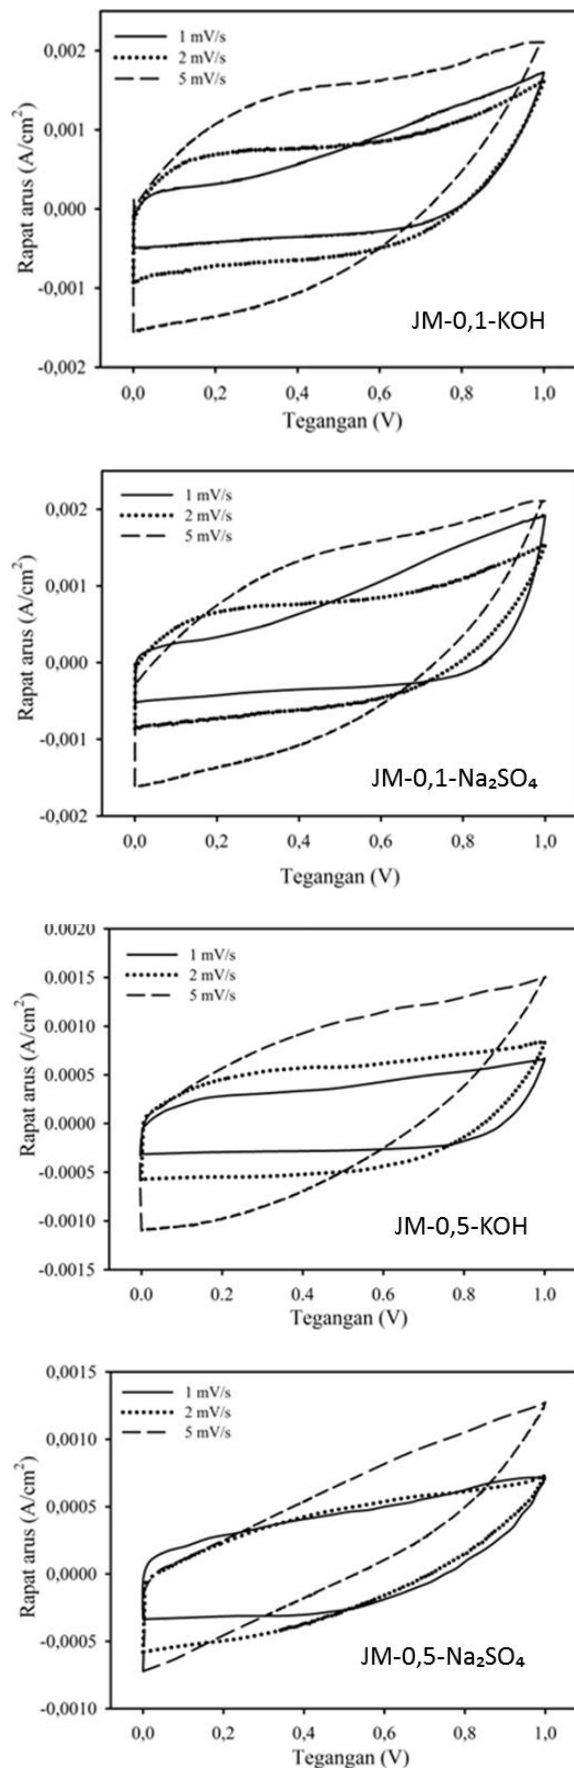 0,002
0,001
0,000
-0,001
-0,002
Rapat arus (A/cm²)
1 mV/s
2 mV/s
5 mV/s
JM-0,1-KOH
0,0 0,2 0,4 0,6 0,8 1,0
Tegangan (V)
0,002
0,001
0,000
-0,001
-0,002
Rapat arus (A/cm²)
1 mV/s
2 mV/s
5 mV/s
JM-0,1-Na₂SO₄
0,0 0,2 0,4 0,6 0,8 1,0
Tegangan (V)
0.0020
0.0015
0.0010
0.0005
0.0000
-0.0005
-0.0010
-0.0015
Rapat arus (A/cm²)
1 mV/s
2 mV/s
5 mV/s
JM-0,5-KOH
0.0 0.2 0.4 0.6 0.8 1.0
Tegangan (V)
0,0015
0,0010
0,0005
0,0000
-0,0005
-0,0010
Rapat arus (A/cm²)
1 mV/s
2 mV/s
5 mV/s
JM-0,5-Na₂SO₄
0,0 0,2 0,4 0,6 0,8 1,0
Tegangan (V)